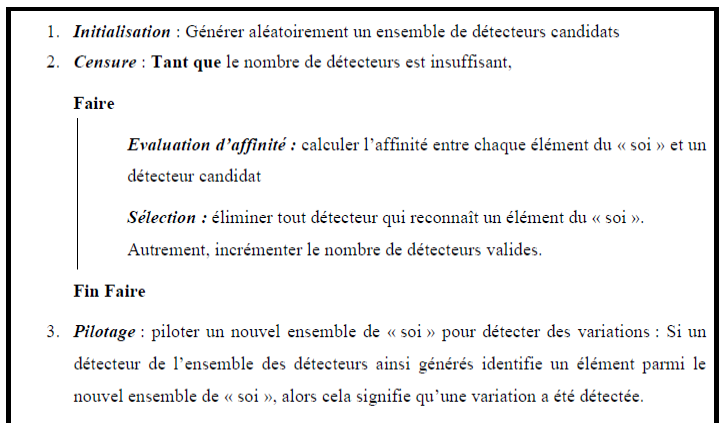 1. Initialisation : Générer aléatoirement un ensemble de détecteurs candidats
2. Censure : Tant que le nombre de détecteurs est insuffisant,
Faire
Evaluation d’affinité : calculer l’affinité entre chaque élément du « soi » et un
détecteur candidat
Sélection : éliminer tout détecteur qui reconnaît un élément du « soi ».
Autrement, incrémenter le nombre de détecteurs valides.
Fin Faire
3. Pilotage : piloter un nouvel ensemble de « soi » pour détecter des variations : Si un
détecteur de l’ensemble des détecteurs ainsi générés identifie un élément parmi le
nouvel ensemble de « soi », alors cela signifie qu’une variation a été détectée.